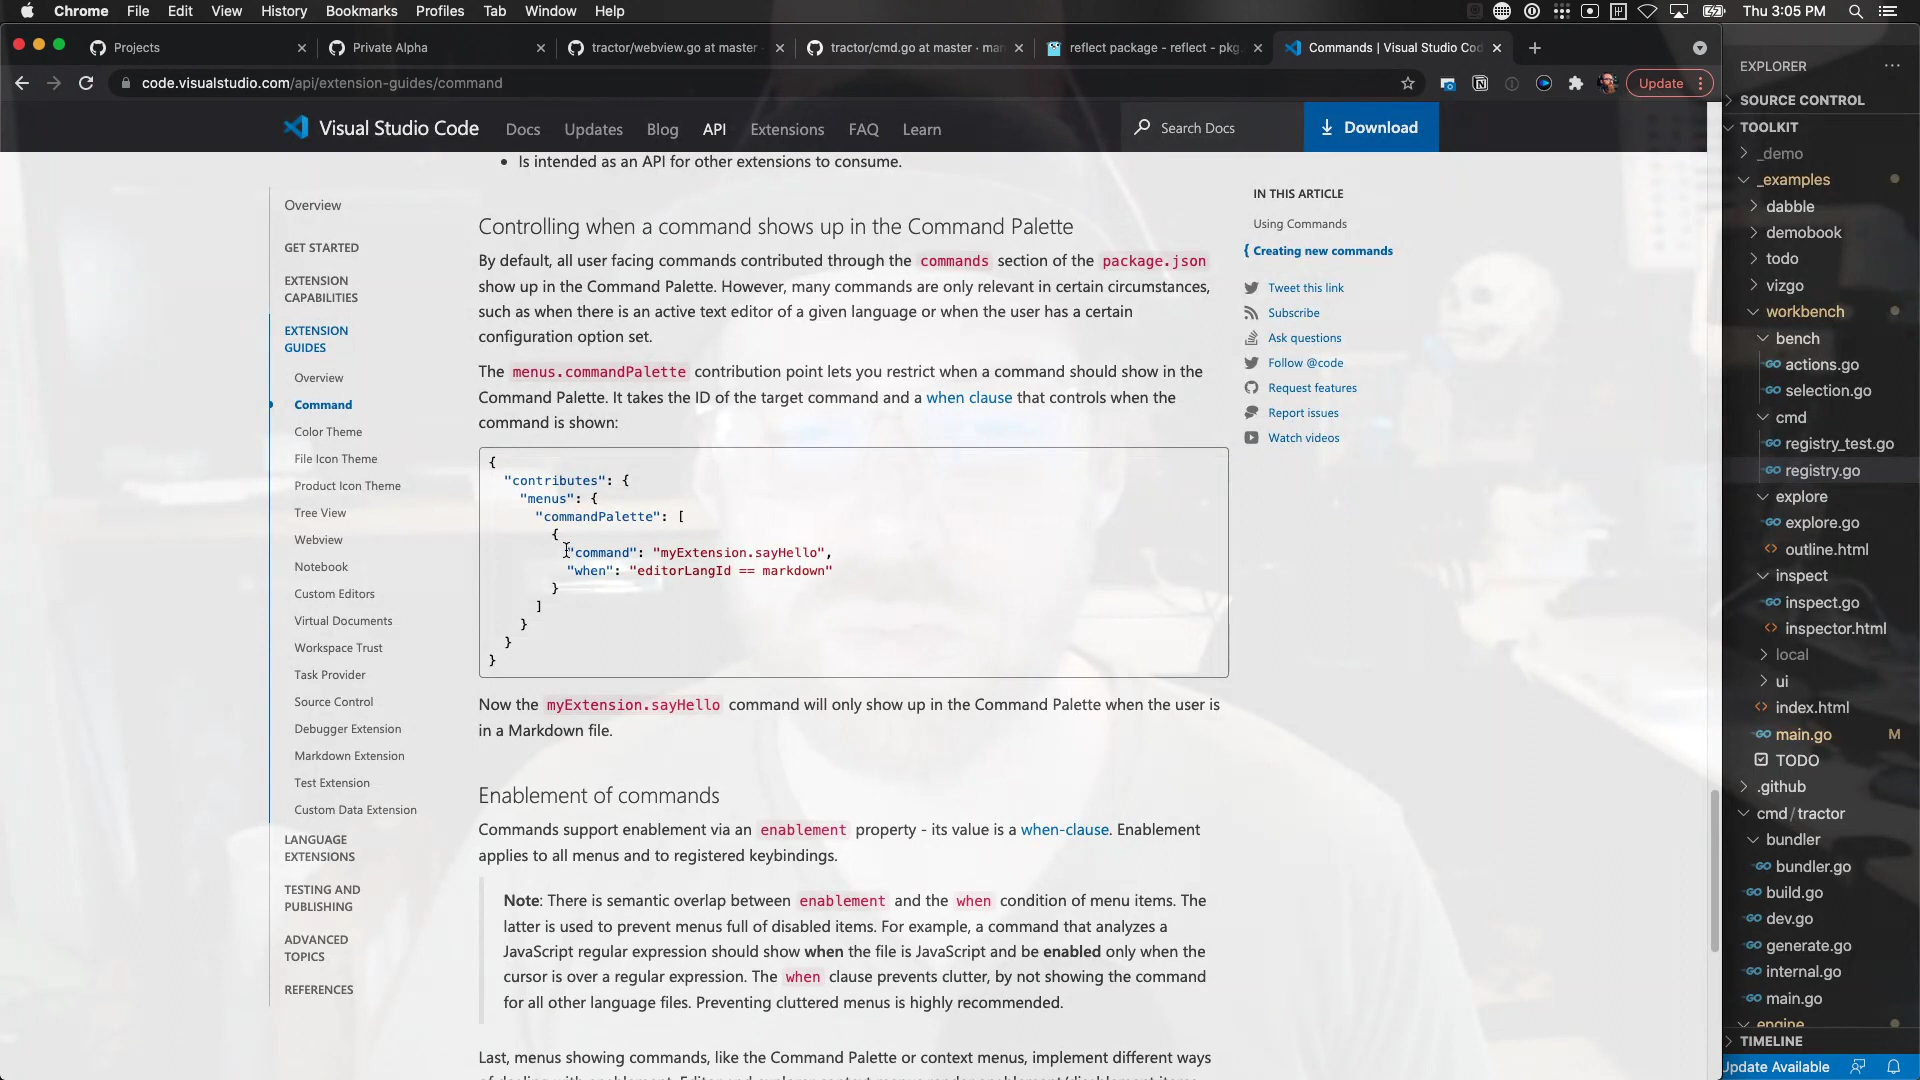 Chrome File Edit View History Bookmarks Profiles Tab Window Help
Thu 3:05 PM
Projects
Private Alpha
tractor/webview.go at master
tractor/cmd.go at master · man
reflect package - reflect - pkg.
Commands | Visual Studio Cod
code.visualstudio.com/api/extension-guides/command
Update
Visual Studio Code
Docs Updates Blog API Extensions FAQ Learn
Search Docs
Download
Overview
GET STARTED
EXTENSION
CAPABILITIES
EXTENSION
GUIDES
Overview
Command
Color Theme
File Icon Theme
Product Icon Theme
Tree View
Webview
Notebook
Custom Editors
Virtual Documents
Workspace Trust
Task Provider
Source Control
Debugger Extension
Markdown Extension
Test Extension
Custom Data Extension
LANGUAGE
EXTENSIONS
TESTING AND
PUBLISHING
ADVANCED
TOPICS
REFERENCES
• Is intended as an API for other extensions to consume.
Controlling when a command shows up in the Command Palette
By default, all user facing commands contributed through the commands section of the package.json
show up in the Command Palette. However, many commands are only relevant in certain circumstances,
such as when there is an active text editor of a given language or when the user has a certain
configuration option set.
The menus.commandPalette contribution point lets you restrict when a command should show in the
Command Palette. It takes the ID of the target command and a when clause that controls when the
command is shown:
{
"contributes": {
"menus": {
"commandPalette": [
{
"command": "myExtension.sayHello",
"when": "editorLangId == markdown"
}
]
}
}
}
Now the myExtension.sayHello command will only show up in the Command Palette when the user is
in a Markdown file.
Enablement of commands
Commands support enablement via an enablement property - its value is a when-clause. Enablement
applies to all menus and to registered keybindings.
Note: There is semantic overlap between enablement and the when condition of menu items. The
latter is used to prevent menus full of disabled items. For example, a command that analyzes a
JavaScript regular expression should show when the file is JavaScript and be enabled only when the
cursor is over a regular expression. The when clause prevents clutter, by not showing the command
for all other language files. Preventing cluttered menus is highly recommended.
Last, menus showing commands, like the Command Palette or context menus, implement different ways
IN THIS ARTICLE
Using Commands
Creating new commands
Tweet this link
Subscribe
Ask questions
Follow @code
Request features
Report issues
Watch videos
EXPLORER
SOURCE CONTROL
TOOLKIT
_demo
_examples
dabble
demobook
todo
vizgo
workbench
bench
actions.go
selection.go
cmd
registry_test.go
registry.go
explore
explore.go
outline.html
inspect
inspect.go
inspector.html
local
ui
index.html
main.go M
TODO
.github
cmd / tractor
bundler
bundler.go
build.go
dev.go
generate.go
internal.go
main.go
engine
TIMELINE
Update Available